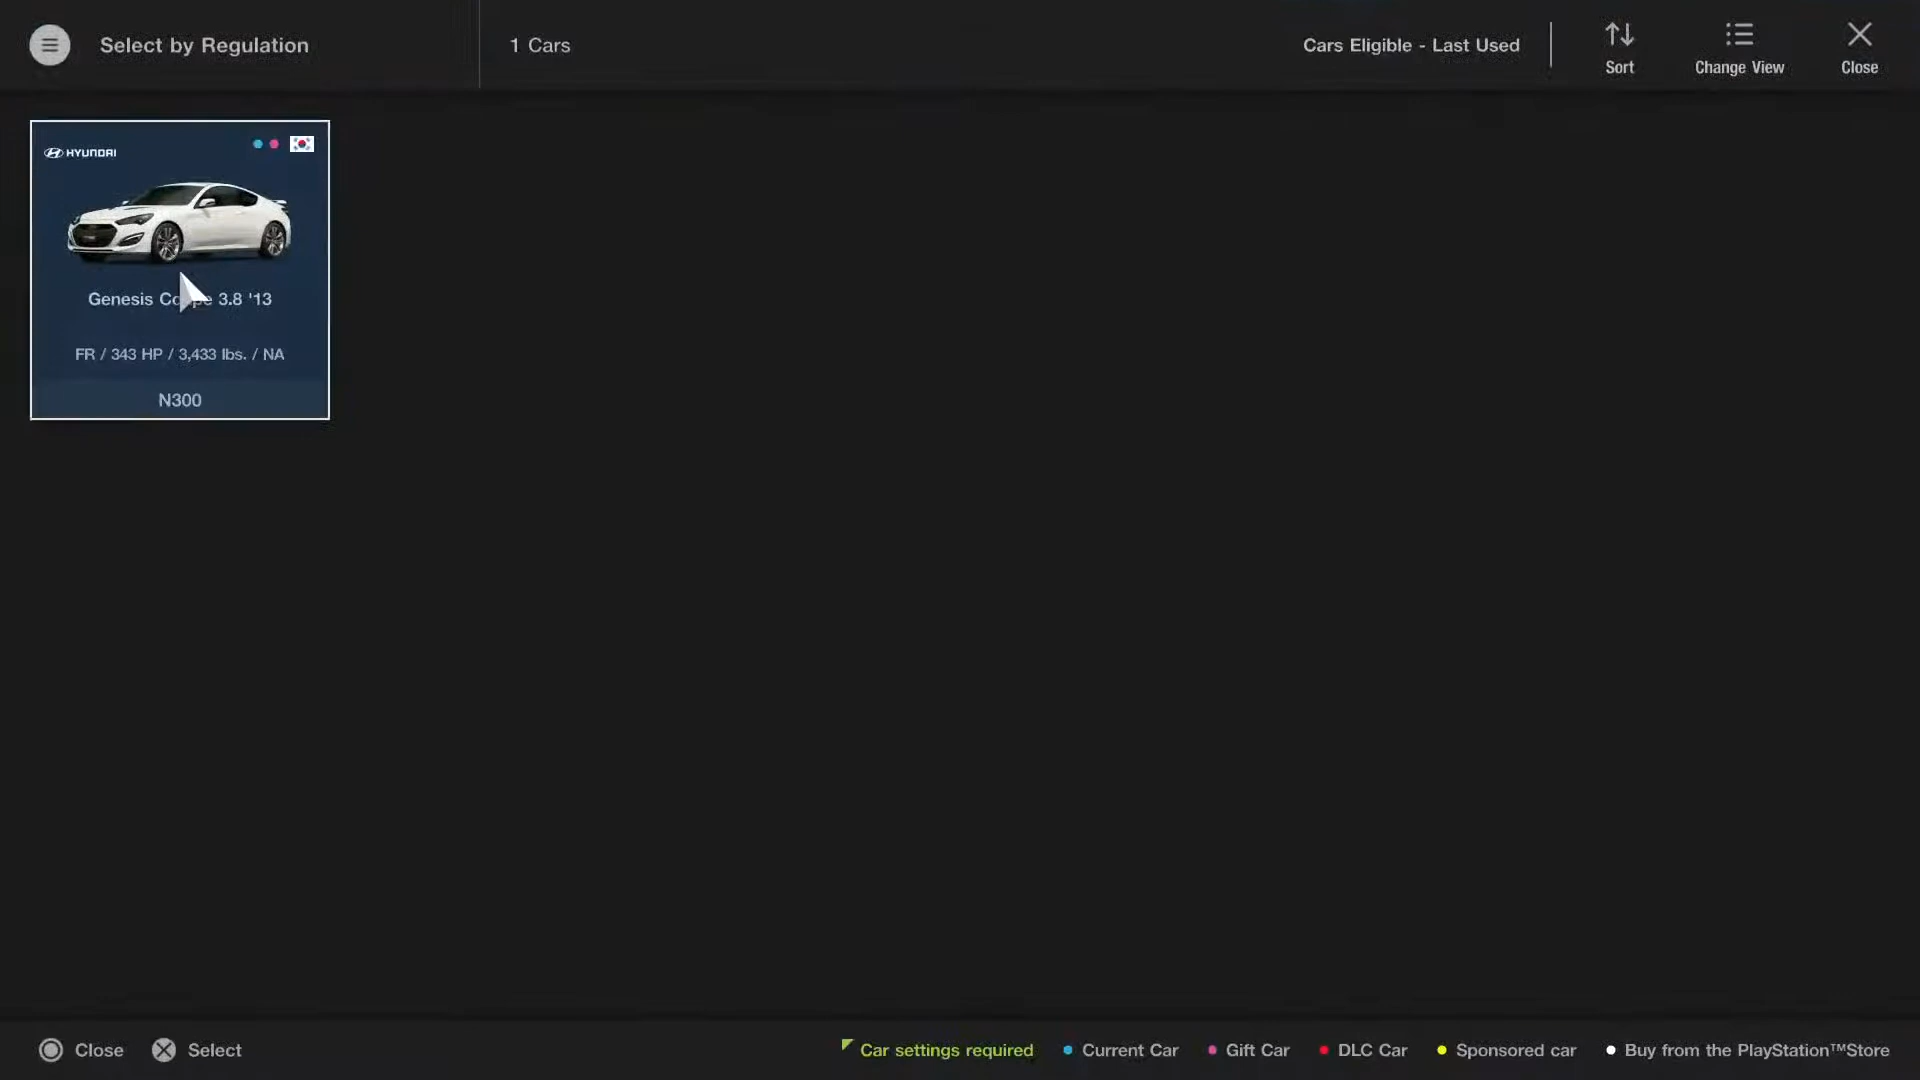 Select by Regulation
1 Cars
Cars Eligible - Last Used
Sort
Change View
Close
HYUNDAI
Genesis Coupe 3.8 '13
FR / 343 HP / 3,433 lbs. / NA
N300
Close
Select
Car settings required
Current Car
Gift Car
DLC Car
Sponsored car
Buy from the PlayStation™Store